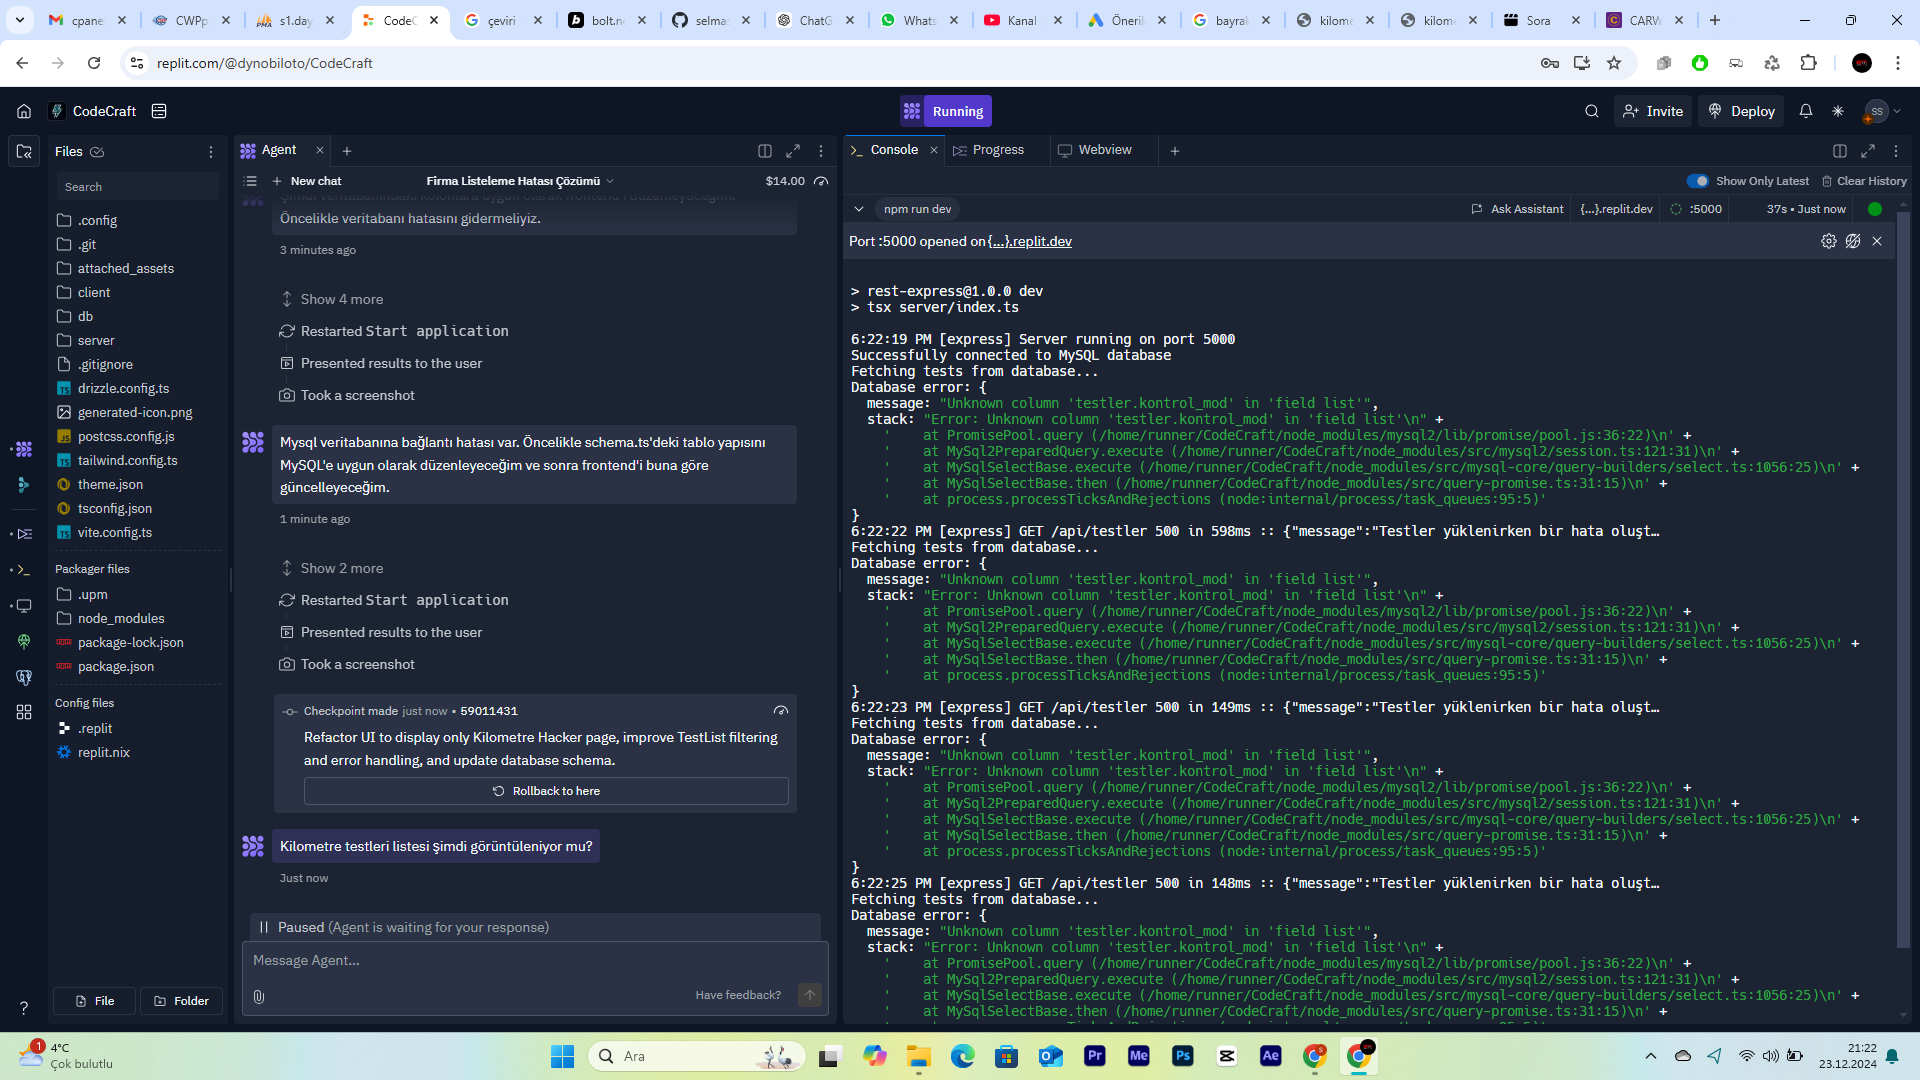 cpane
CWPp
s1.day
CodeC
çeviri -
bolt.ne
selma
ChatG
Whats
Kanal
Öneril
bayra
kilome
kilome
Sora
CARW
replit.com/@dynobiloto/CodeCraft
CodeCraft
Running
Invite
Deploy
SS
Files
Search
.config
.git
attached_assets
client
db
server
.gitignore
drizzle.config.ts
generated-icon.png
postcss.config.js
tailwind.config.ts
theme.json
tsconfig.json
vite.config.ts
Packager files
.upm
node_modules
package-lock.json
package.json
Config files
.replit
replit.nix
File
Folder
Agent
New chat
Firma Listeleme Hatası Çözümü
$14.00
Öncelikle veritabanı hatasını gidermeliyiz.
3 minutes ago
Show 4 more
Restarted Start application
Presented results to the user
Took a screenshot
Mysql veritabanına bağlantı hatası var. Öncelikle schema.ts'deki tablo yapısını
MySQL'e uygun olarak düzenleyeceğim ve sonra frontend'i buna göre
güncelleyeceğim.
1 minute ago
Show 2 more
Restarted Start application
Presented results to the user
Took a screenshot
Checkpoint made just now • 59011431
Refactor UI to display only Kilometre Hacker page, improve TestList filtering
and error handling, and update database schema.
Rollback to here
Kilometre testleri listesi şimdi görüntüleniyor mu?
Just now
Paused (Agent is waiting for your response)
Message Agent...
Have feedback?
Console
Progress
Webview
Show Only Latest
Clear History
npm run dev
Ask Assistant
{...}.replit.dev
:5000
37s • Just now
Port :5000 opened on {...}.replit.dev
> rest-express@1.0.0 dev
> tsx server/index.ts
6:22:19 PM [express] Server running on port 5000
Successfully connected to MySQL database
Fetching tests from database...
Database error: {
message: "Unknown column 'testler.kontrol_mod' in 'field list'",
stack: "Error: Unknown column 'testler.kontrol_mod' in 'field list'\n" +
'    at PromisePool.query (/home/runner/CodeCraft/node_modules/mysql2/lib/promise/pool.js:36:22)\n' +
'    at MySql2PreparedQuery.execute (/home/runner/CodeCraft/node_modules/src/mysql2/session.ts:121:31)\n' +
'    at MySqlSelectBase.execute (/home/runner/CodeCraft/node_modules/src/mysql-core/query-builders/select.ts:1056:25)\n' +
'    at MySqlSelectBase.then (/home/runner/CodeCraft/node_modules/src/query-promise.ts:31:15)\n' +
'    at process.processTicksAndRejections (node:internal/process/task_queues:95:5)'
}
6:22:22 PM [express] GET /api/testler 500 in 598ms :: {"message":"Testler yüklenirken bir hata oluşt…
Fetching tests from database...
Database error: {
message: "Unknown column 'testler.kontrol_mod' in 'field list'",
stack: "Error: Unknown column 'testler.kontrol_mod' in 'field list'\n" +
'    at PromisePool.query (/home/runner/CodeCraft/node_modules/mysql2/lib/promise/pool.js:36:22)\n' +
'    at MySql2PreparedQuery.execute (/home/runner/CodeCraft/node_modules/src/mysql2/session.ts:121:31)\n' +
'    at MySqlSelectBase.execute (/home/runner/CodeCraft/node_modules/src/mysql-core/query-builders/select.ts:1056:25)\n' +
'    at MySqlSelectBase.then (/home/runner/CodeCraft/node_modules/src/query-promise.ts:31:15)\n' +
'    at process.processTicksAndRejections (node:internal/process/task_queues:95:5)'
}
6:22:23 PM [express] GET /api/testler 500 in 149ms :: {"message":"Testler yüklenirken bir hata oluşt…
Fetching tests from database...
Database error: {
message: "Unknown column 'testler.kontrol_mod' in 'field list'",
stack: "Error: Unknown column 'testler.kontrol_mod' in 'field list'\n" +
'    at PromisePool.query (/home/runner/CodeCraft/node_modules/mysql2/lib/promise/pool.js:36:22)\n' +
'    at MySql2PreparedQuery.execute (/home/runner/CodeCraft/node_modules/src/mysql2/session.ts:121:31)\n' +
'    at MySqlSelectBase.execute (/home/runner/CodeCraft/node_modules/src/mysql-core/query-builders/select.ts:1056:25)\n' +
'    at MySqlSelectBase.then (/home/runner/CodeCraft/node_modules/src/query-promise.ts:31:15)\n' +
'    at process.processTicksAndRejections (node:internal/process/task_queues:95:5)'
}
6:22:25 PM [express] GET /api/testler 500 in 148ms :: {"message":"Testler yüklenirken bir hata oluşt…
Fetching tests from database...
Database error: {
message: "Unknown column 'testler.kontrol_mod' in 'field list'",
stack: "Error: Unknown column 'testler.kontrol_mod' in 'field list'\n" +
'    at PromisePool.query (/home/runner/CodeCraft/node_modules/mysql2/lib/promise/pool.js:36:22)\n' +
'    at MySql2PreparedQuery.execute (/home/runner/CodeCraft/node_modules/src/mysql2/session.ts:121:31)\n' +
'    at MySqlSelectBase.execute (/home/runner/CodeCraft/node_modules/src/mysql-core/query-builders/select.ts:1056:25)\n' +
'    at MySqlSelectBase.then (/home/runner/CodeCraft/node_modules/src/query-promise.ts:31:15)\n' +
1
4°C
Çok bulutlu
Ara
Pr
Me
Ps
Ae
21:22
23.12.2024